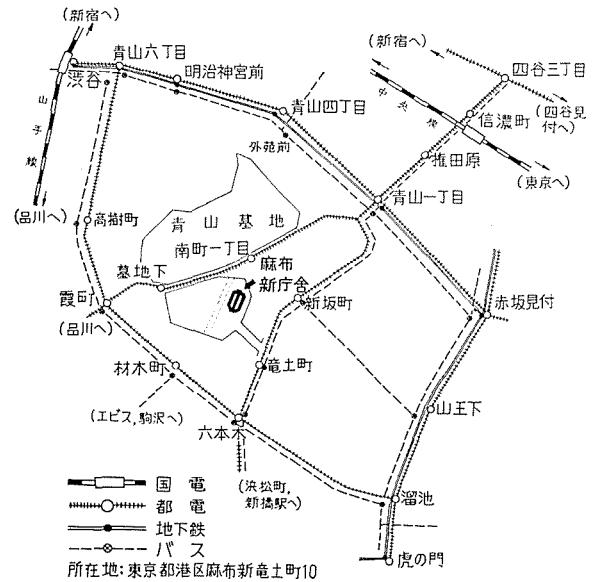 (新宿へ)
青山六丁目
渋谷
明治神宮前
山手線
(品川へ)
青山四丁目
外苑前
(新宿へ)
四谷三丁目
中央線
信濃町
(四谷見付へ)
権田原
(東京へ)
青山一丁目
高樹町
青山墓地
南町一丁目
麻布
新庁舎
墓地下
霞町
(品川へ)
新坂町
赤坂見付
材木町
竜土町
(エビス,駒沢へ)
六本木
山王下
(浜松町,
新橋駅へ)
溜池
虎の門
国電
都電
地下鉄
バス
所在地:東京都港区麻布新竜土町10